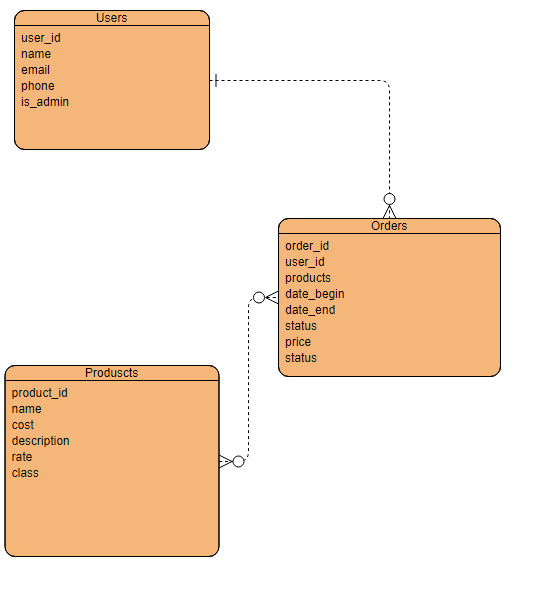 Users
user_id
name
email
phone
is_admin
Orders
order_id
user_id
products
date_begin
date_end
status
price
status
Produscts
product_id
name
cost
description
rate
class